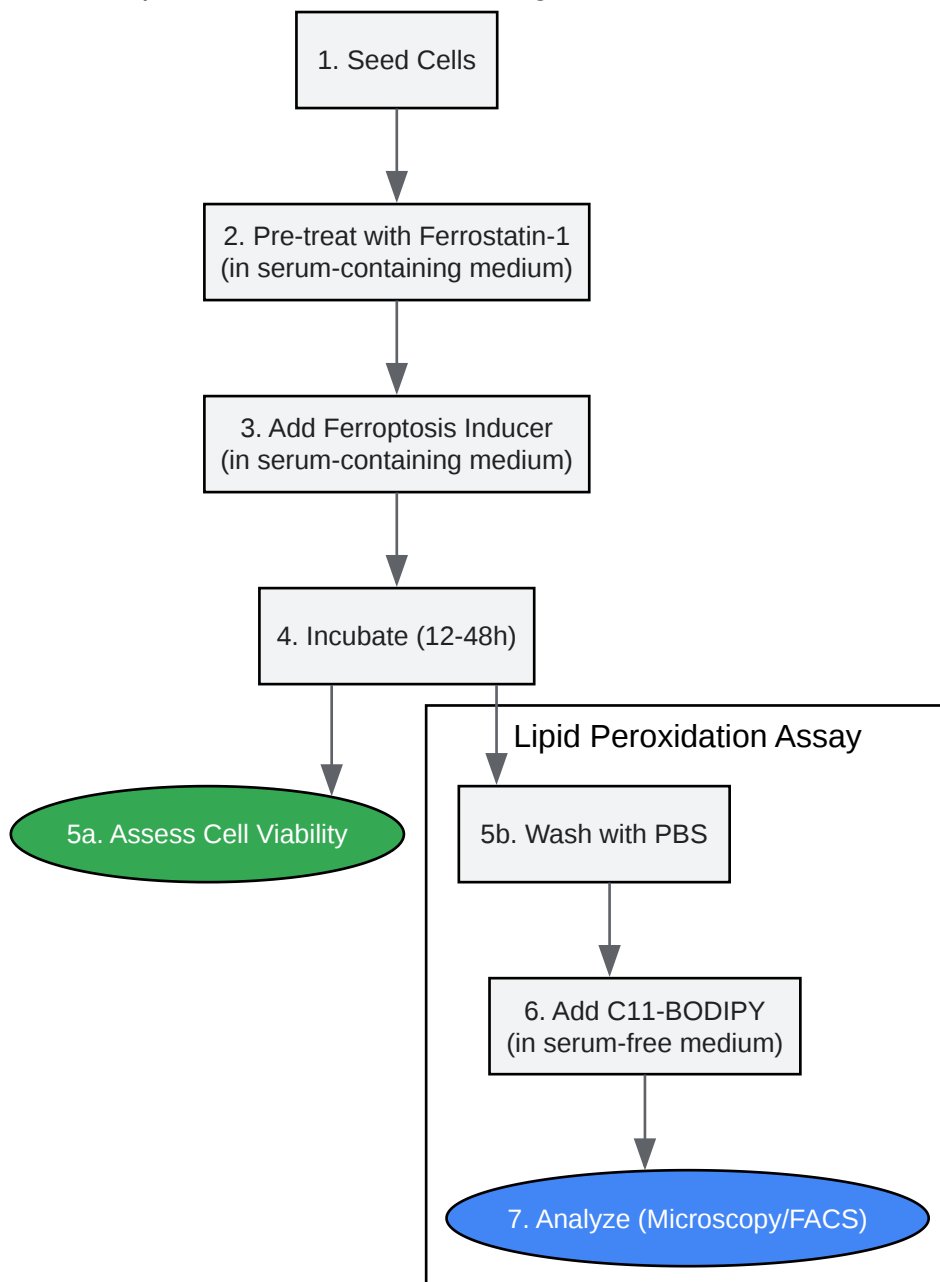 1. Seed Cells
2. Pre-treat with Ferrostatin-1
(in serum-containing medium)
3. Add Ferroptosis Inducer
(in serum-containing medium)
4. Incubate (12-48h)
Lipid Peroxidation Assay
5a. Assess Cell Viability
5b. Wash with PBS
6. Add C11-BODIPY
(in serum-free medium)
7. Analyze (Microscopy/FACS)